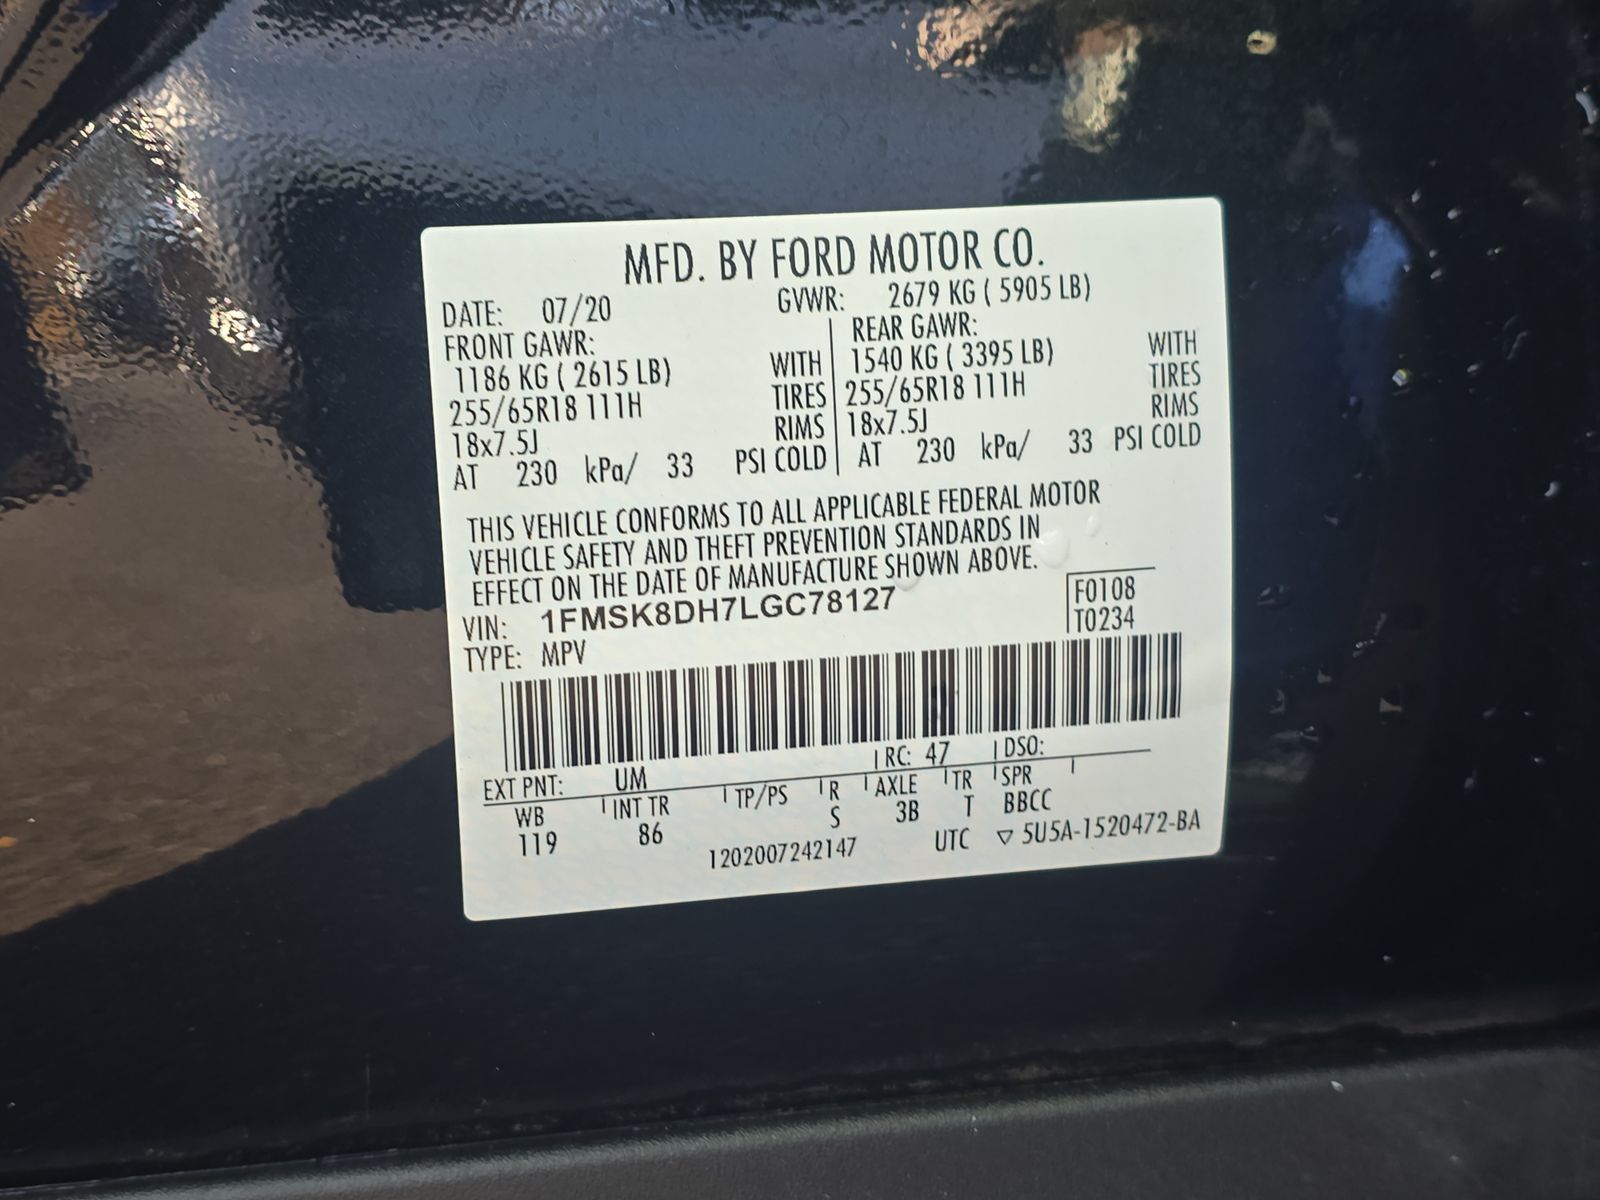 MFD. BY FORD MOTOR CO.
DATE: 07/20 GVWR: 2679 KG ( 5905 LB)
FRONT GAWR: REAR GAWR:
1186 KG ( 2615 LB) WITH 1540 KG ( 3395 LB) WITH
255/65R18 111H TIRES 255/65R18 111H TIRES
18x7.5J RIMS 18x7.5J RIMS
AT 230 kPa/ 33 PSI COLD AT 230 kPa/ 33 PSI COLD
THIS VEHICLE CONFORMS TO ALL APPLICABLE FEDERAL MOTOR
VEHICLE SAFETY AND THEFT PREVENTION STANDARDS IN
EFFECT ON THE DATE OF MANUFACTURE SHOWN ABOVE.
VIN: 1FMSK8DH7LGC78127 F0108
TYPE: MPV T0234
EXT PNT: UM RC: 47 DSO:
WB INT TR TP/PS R AXLE TR SPR
119 86 S 3B T BBCC
1202007242147 UTC ▽ 5U5A-1520472-BA